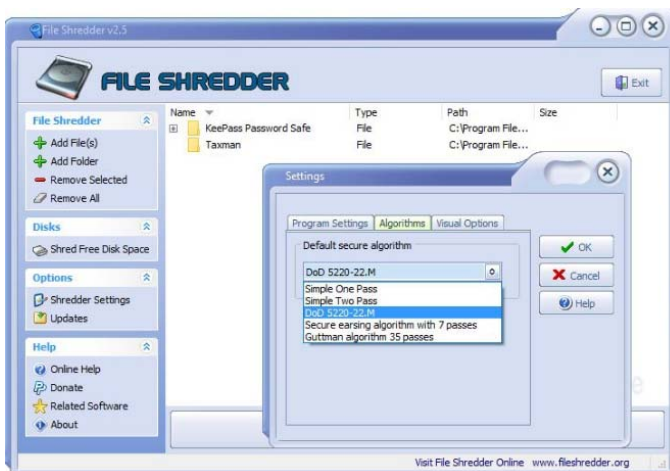 File Shredder v2.5
FILE SHREDDER
Exit
File Shredder
Add File(s)
Add Folder
Remove Selected
Remove All
Disks
Shred Free Disk Space
Options
Shredder Settings
Updates
Help
Online Help
Donate
Related Software
About
Name Type Path Size
KeePass Password Safe File C:\Program File...
Taxman File C:\Program File...
Settings
Program Settings Algorithms Visual Options
Default secure algorithm
DoD 5220-22.M
Simple One Pass
Simple Two Pass
DoD 5220-22.M
Secure earsing algorithm with 7 passes
Guttman algorithm 35 passes
OK
Cancel
Help
Visit File Shredder Online www.fileshredder.org